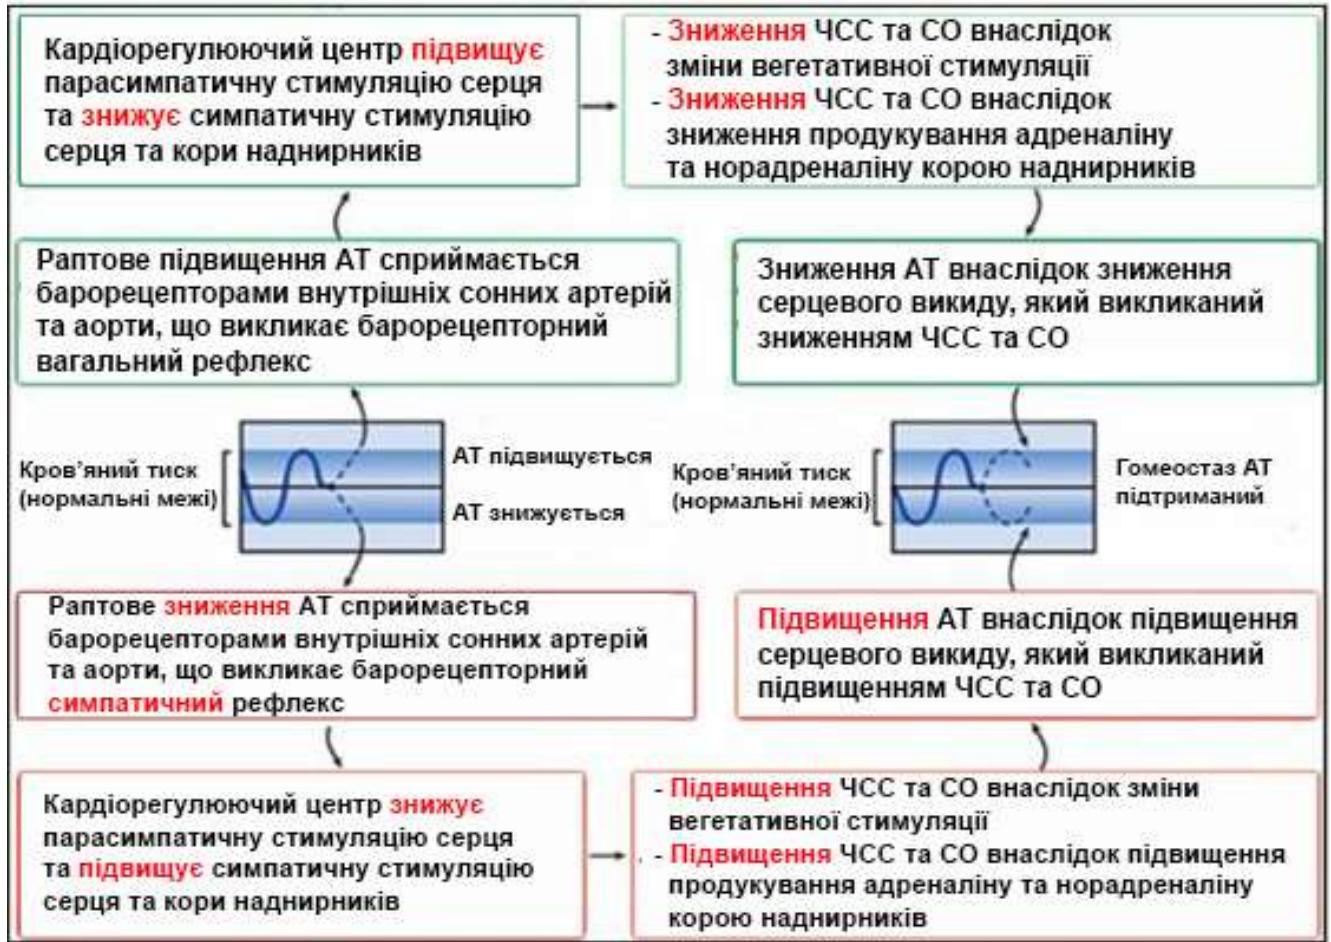 Кардіорегулюючий центр підвищує
парасимпатичну стимуляцію серця
та знижує симпатичну стимуляцію
серця та кори наднирників
- Зниження ЧСС та СО внаслідок
зміни вегетативної стимуляції
- Зниження ЧСС та СО внаслідок
зниження продукування адреналіну
та норадреналіну корою наднирників
Раптове підвищення АТ сприймається
барорецепторами внутрішніх сонних артерій
та аорти, що викликає барорецепторний
вагальний рефлекс
Зниження АТ внаслідок зниження
серцевого викиду, який викликаний
зниженням ЧСС та СО
Кров’яний тиск
(нормальні межі)
АТ підвищується
АТ знижується
Кров’яний тиск
(нормальні межі)
Гомеостаз АТ
підтриманий
Раптове зниження АТ сприймається
барорецепторами внутрішніх сонних артерій
та аорти, що викликає барорецепторний
симпатичний рефлекс
Підвищення АТ внаслідок підвищення
серцевого викиду, який викликаний
підвищенням ЧСС та СО
Кардіорегулюючий центр знижує
парасимпатичну стимуляцію серця
та підвищує симпатичну стимуляцію
серця та кори наднирників
- Підвищення ЧСС та СО внаслідок зміни
вегетативної стимуляції
- Підвищення ЧСС та СО внаслідок підвищення
продукування адреналіну та норадреналіну
корою наднирників